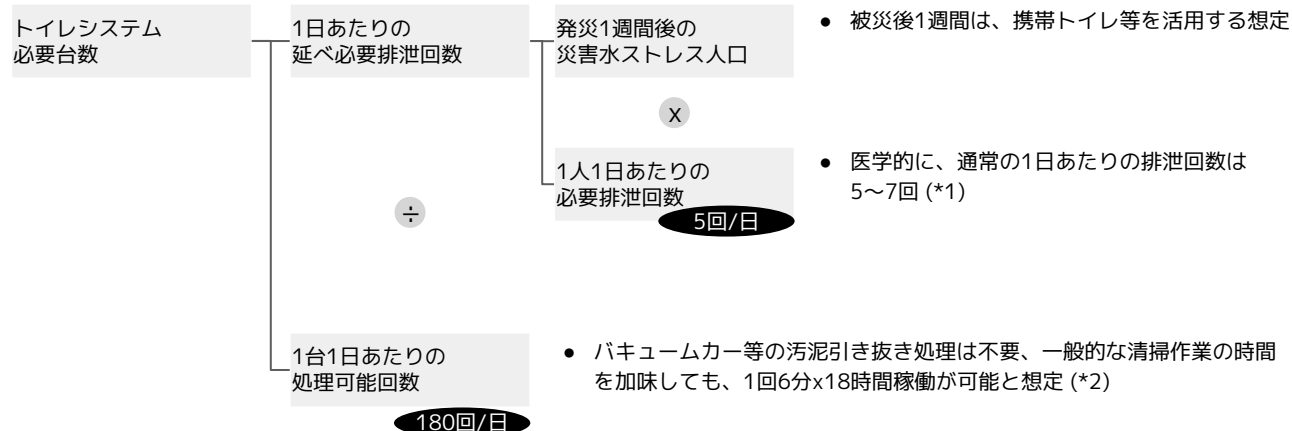 トイレシステム
必要台数
1日あたりの
延べ必要排泄回数
発災1週間後の
災害水ストレス人口
● 被災後1週間は、携帯トイレ等を活用する想定
x
1人1日あたりの
必要排泄回数
5回/日
● 医学的に、通常の1日あたりの排泄回数は
5〜7回 (*1)
÷
1台1日あたりの
処理可能回数
180回/日
● バキュームカー等の汚泥引き抜き処理は不要、一般的な清掃作業の時間
を加味しても、1回6分x18時間稼働が可能と想定 (*2)